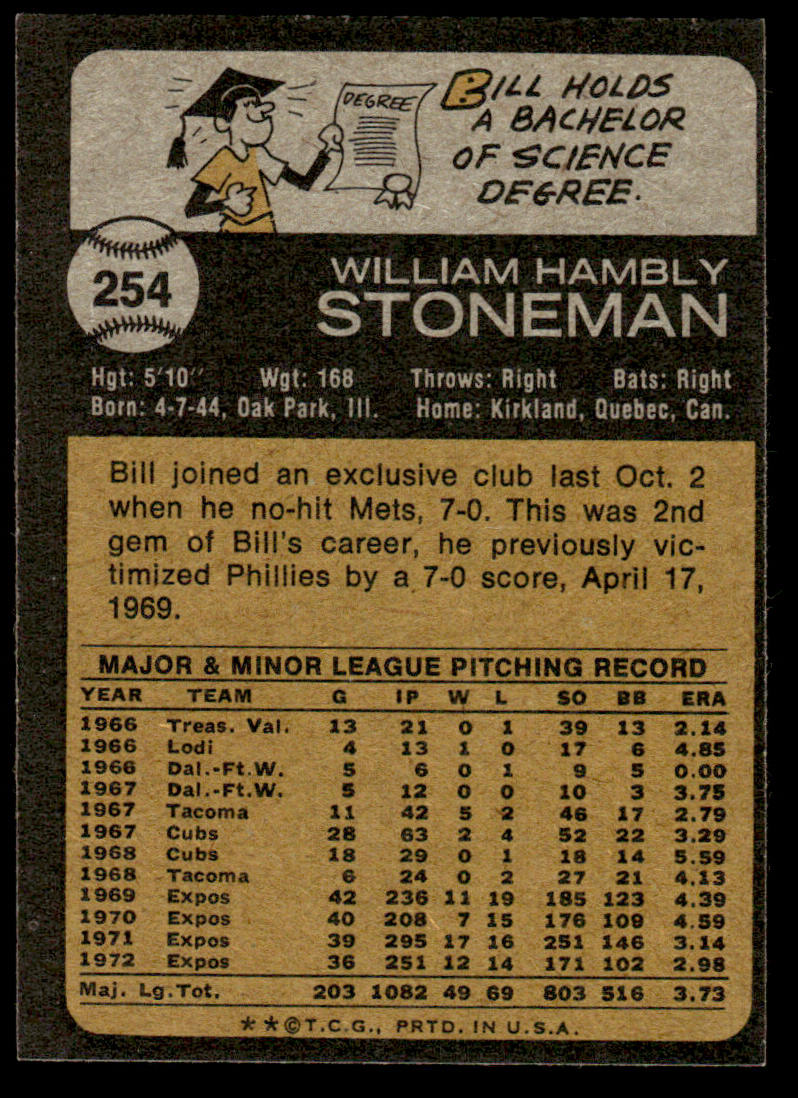 DEGREE
BILL HOLDS
A BACHELOR
OF SCIENCE
DEGREE.
254
WILLIAM HAMBLY
STONEMAN
Hgt: 5'10" Wgt: 168 Throws: Right Bats: Right
Born: 4-7-44, Oak Park, Ill. Home: Kirkland, Quebec, Can.
Bill joined an exclusive club last Oct. 2
when he no-hit Mets, 7-0. This was 2nd
gem of Bill's career, he previously vic-
timized Phillies by a 7-0 score, April 17,
1969.
MAJOR & MINOR LEAGUE PITCHING RECORD
YEAR TEAM G IP W L SO BB ERA
1966 Treas. Val. 13 21 0 1 39 13 2.14
1966 Lodi 4 13 1 0 17 6 4.85
1966 Dal.-Ft.W. 5 6 0 1 9 5 0.00
1967 Dal.-Ft.W. 5 12 0 0 10 3 3.75
1967 Tacoma 11 42 5 2 46 17 2.79
1967 Cubs 28 63 2 4 52 22 3.29
1968 Cubs 18 29 0 1 18 14 5.59
1968 Tacoma 6 24 0 2 27 21 4.13
1969 Expos 42 236 11 19 185 123 4.39
1970 Expos 40 208 7 15 176 109 4.59
1971 Expos 39 295 17 16 251 146 3.14
1972 Expos 36 251 12 14 171 102 2.98
Maj. Lg.Tot. 203 1082 49 69 803 516 3.73
**©T.C.G., PRTD. IN U.S.A.